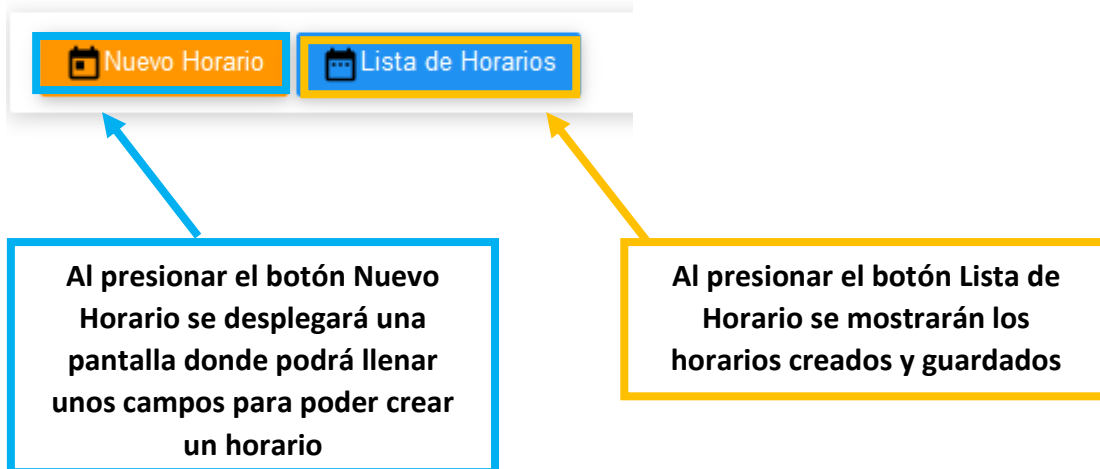 Nuevo Horario
Lista de Horarios
Al presionar el botón Nuevo
Horario se desplegará una
pantalla donde podrá llenar
unos campos para poder crear
un horario
Al presionar el botón Lista de
Horario se mostrarán los
horarios creados y guardados